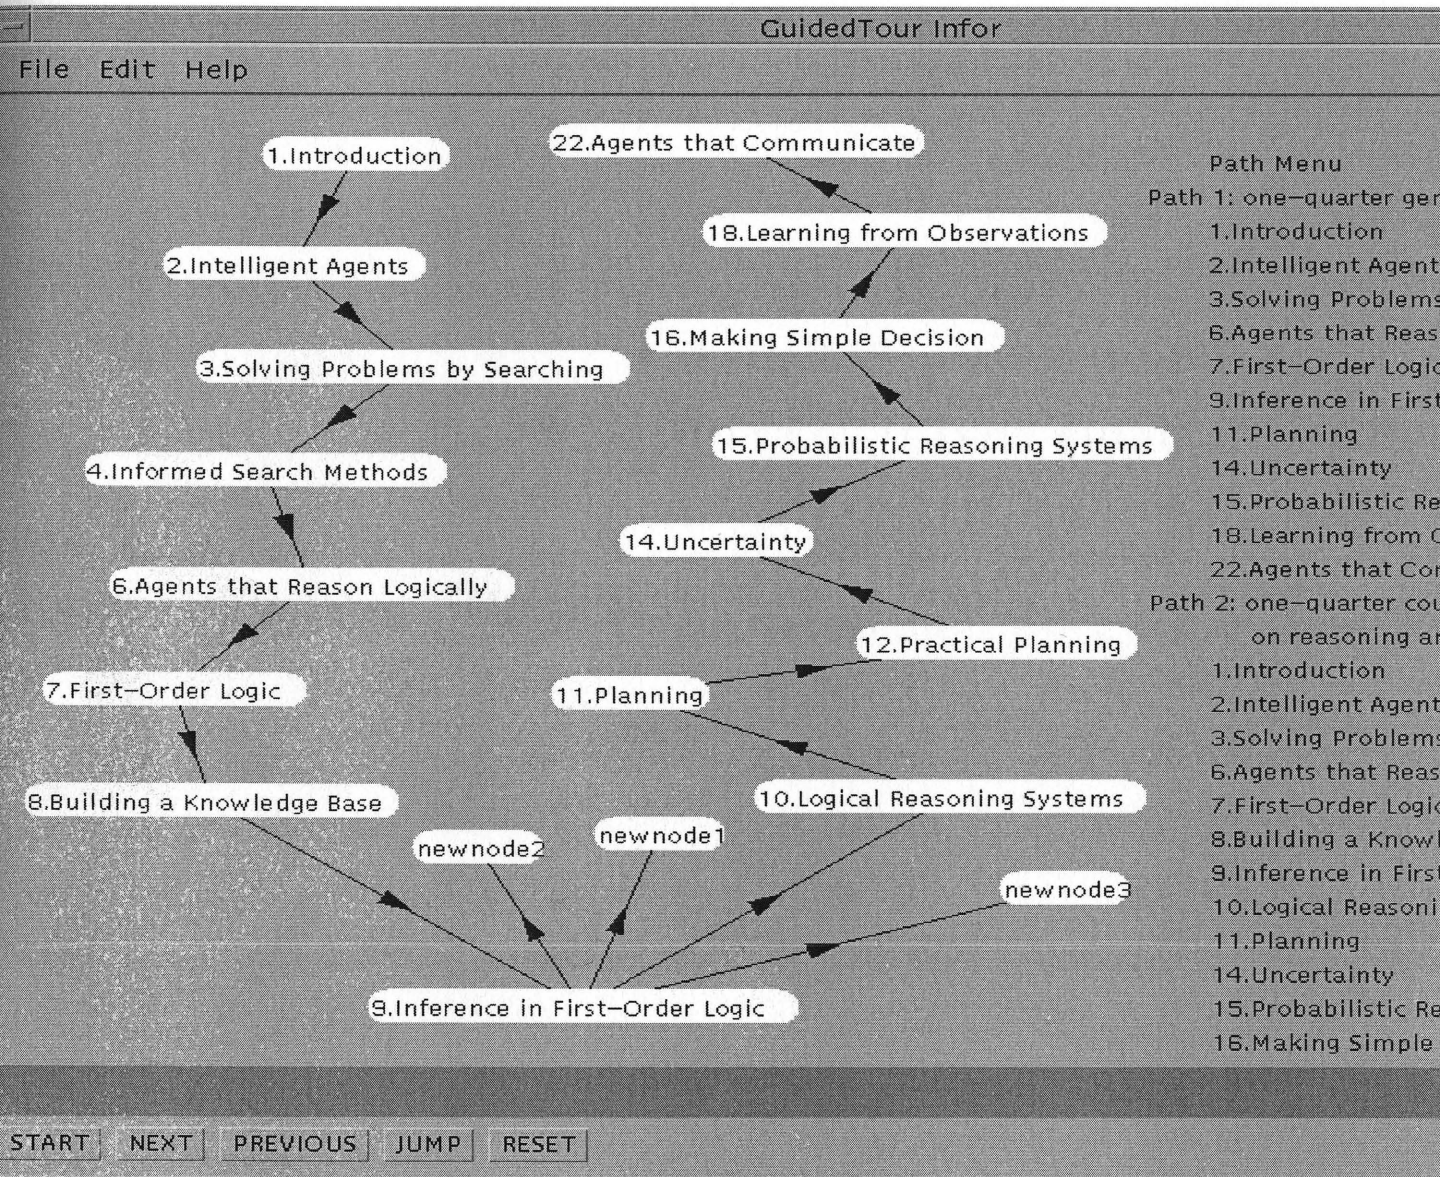 GuidedTour Infor
File Edit Help
1.Introduction
2.Intelligent Agents
3.Solving Problems by Searching
4.Informed Search Methods
6.Agents that Reason Logically
7.First-Order Logic
8.Building a Knowledge Base
9.Inference in First-Order Logic
newnode2
newnode1
newnode3
10.Logical Reasoning Systems
11.Planning
12.Practical Planning
14.Uncertainty
15.Probabilistic Reasoning Systems
16.Making Simple Decision
18.Learning from Observations
22.Agents that Communicate
Path Menu
Path 1: one-quarter
1.Introduction
2.Intelligent Agent
3.Solving Problems
6.Agents that Reas
7.First-Order Logic
9.Inference in First
11.Planning
14.Uncertainty
15.Probabilistic Re
18.Learning from
22.Agents that
Path 2: one-quarter
on reasoning
1.Introduction
2.Intelligent Agent
3.Solving Problems
6.Agents that Reas
7.First-Order Logic
8.Building a Know
9.Inference in First
10.Logical Reasoni
11.Planning
14.Uncertainty
15.Probabilistic Re
16.Making Simple
START NEXT PREVIOUS JUMP RESET